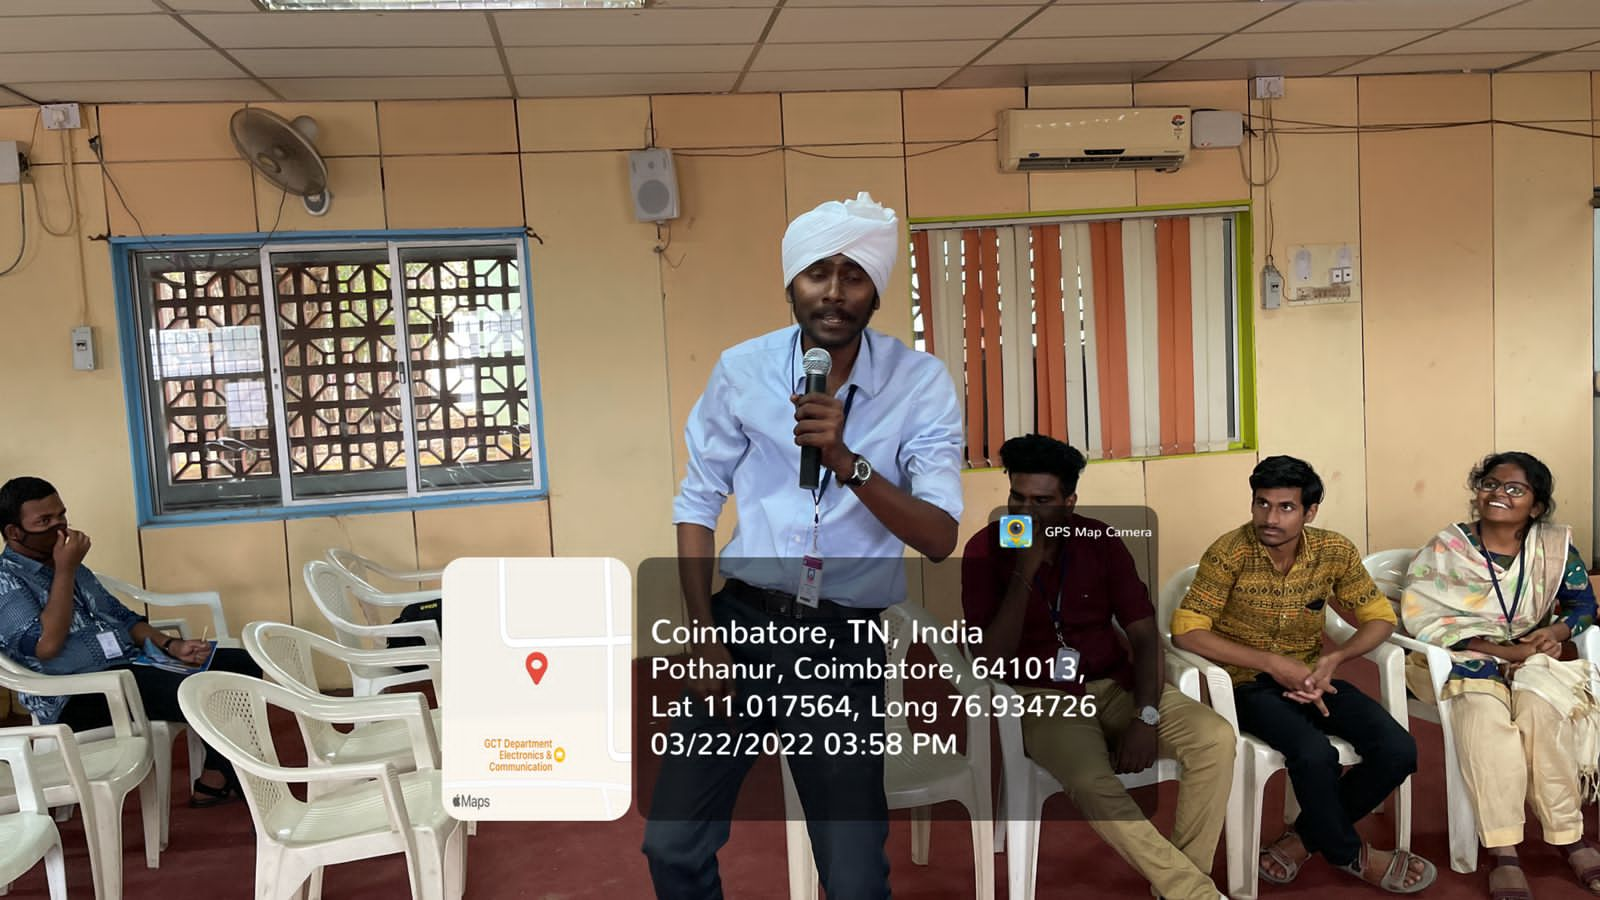 GPS Map Camera
Coimbatore, TN, India
Pothanur, Coimbatore, 641013,
Lat 11.017564, Long 76.934726
03/22/2022 03:58 PM
GCT Department
Electronics &
Communication
Maps